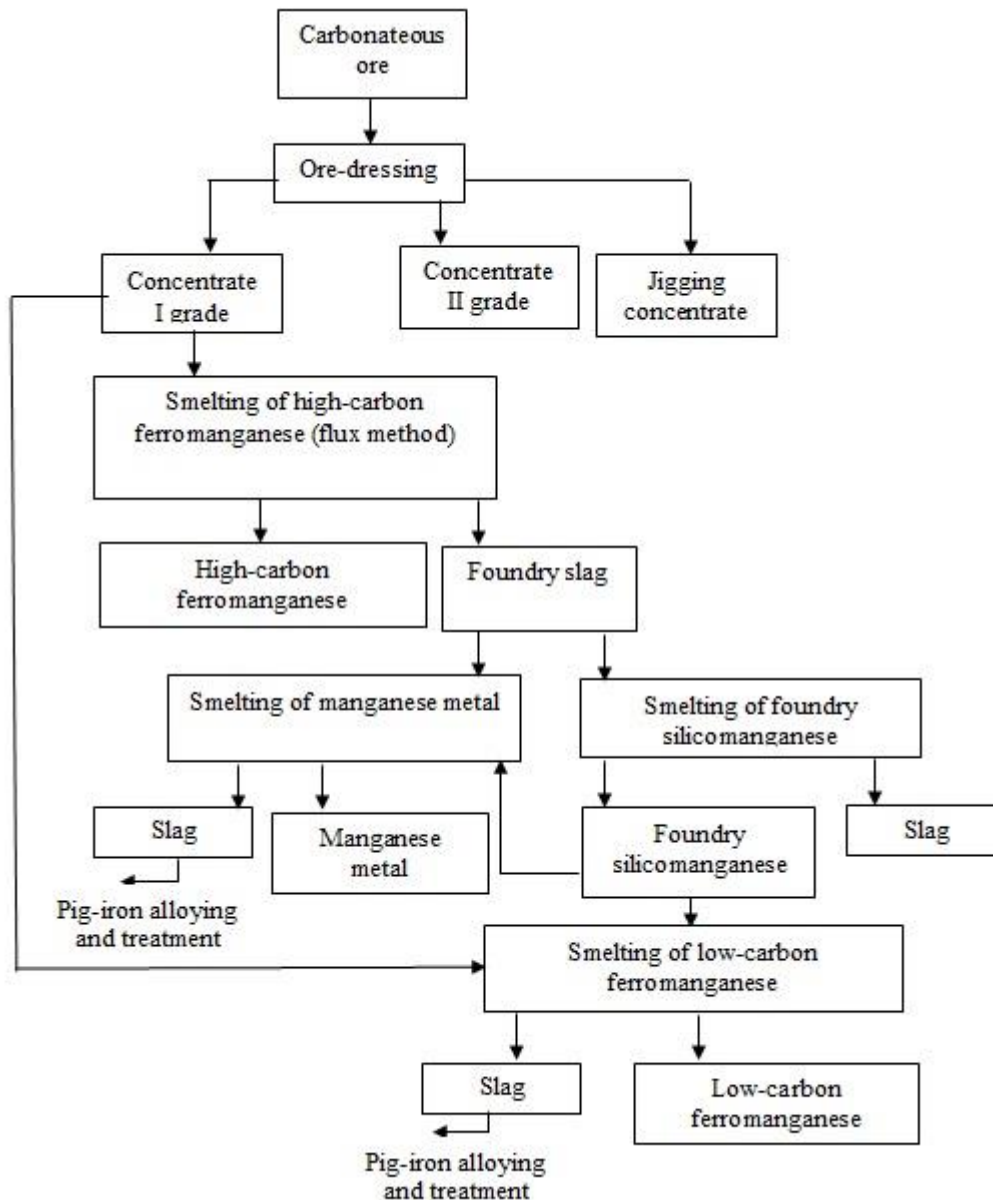 Carbonateous
ore
Ore-dressing
Concentrate
I grade
Concentrate
II grade
Jigging
concentrate
Smelting of high-carbon
ferromanganese (flux method)
High-carbon
ferromanganese
Foundry slag
Smelting of manganese metal
Smelting of foundry
silicomanganese
Slag
Manganese
metal
Foundry
silicomanganese
Slag
Pig-iron alloying
and treatment
Smelting of low-carbon
ferromanganese
Slag
Low-carbon
ferromanganese
Pig-iron alloying
and treatment